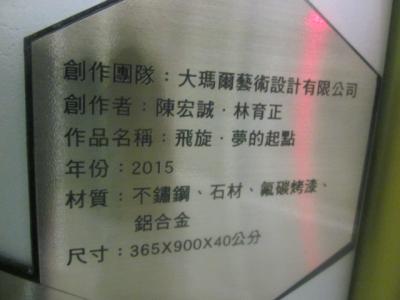 創作團隊：大瑪爾藝術設計有限公司
創作者：陳宏誠．林育正
作品名稱：飛旋．夢的起點
年份：2015
材質：不鏽鋼、石材、氟碳烤漆、
鋁合金
尺寸：365X900X40公分